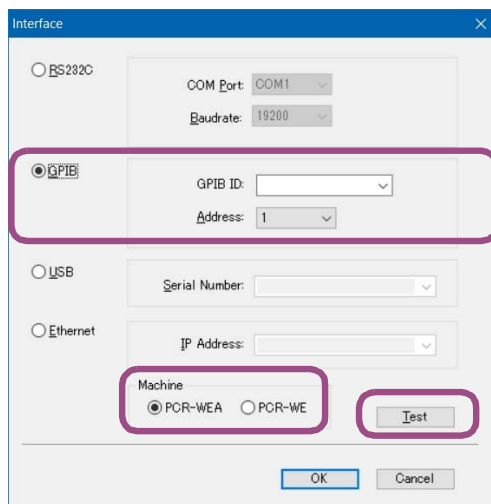 Interface
RS232C
COM Port: COM1
Baudrate: 19200
GPIB
GPIB ID:
Address: 1
USB
Serial Number:
Ethernet
IP Address:
Machine
PCR-WEA PCR-WE
Test
OK Cancel